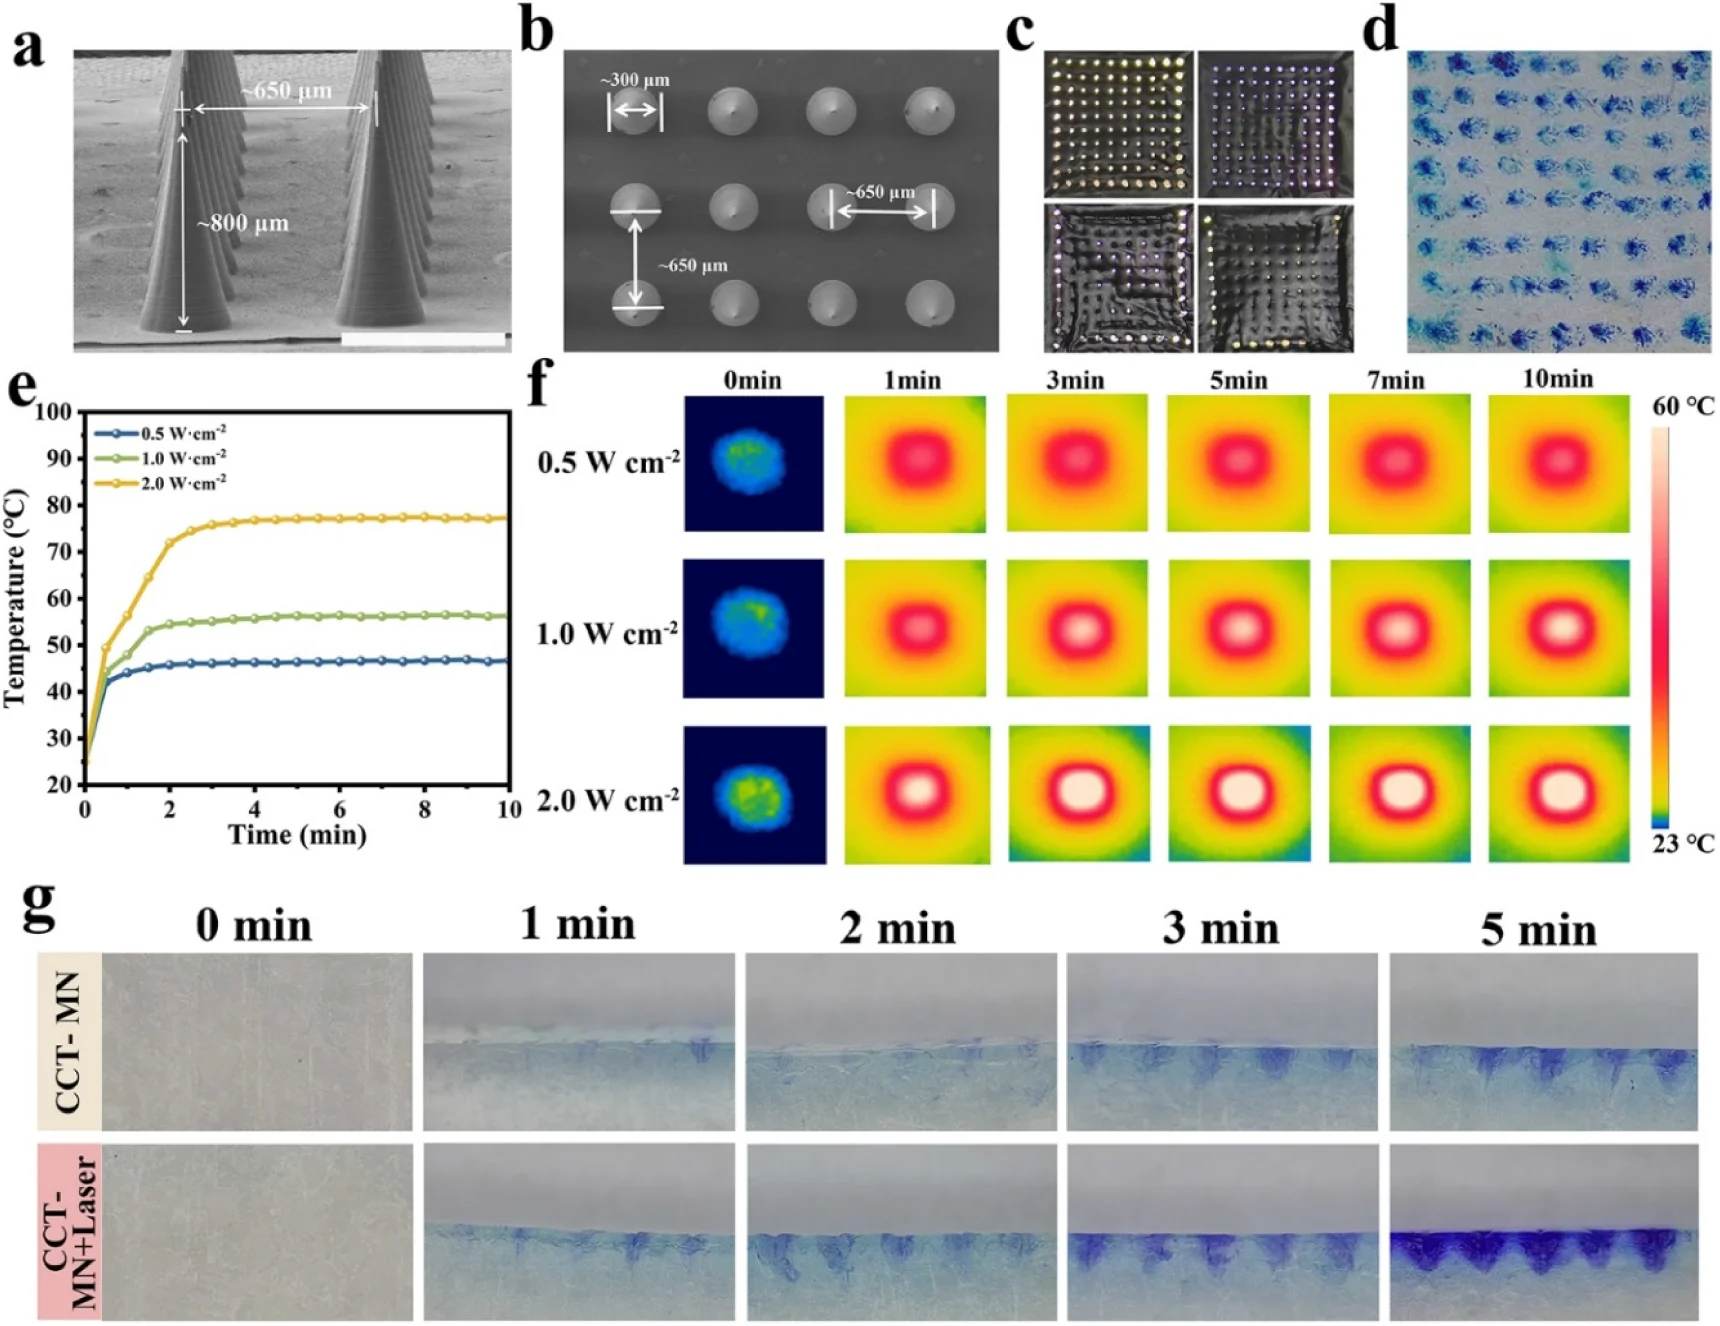 a
~650 μm
~800 μm
b
~300 μm
~650 μm
~650 μm
c
d
e
100
90
80
70
60
50
40
30
20
0
2
4
6
8
10
Temperature (℃)
Time (min)
0.5 W·cm-2
1.0 W·cm-2
2.0 W·cm-2
f
0min 1min 3min 5min 7min 10min
0.5 W cm-2
1.0 W cm-2
2.0 W cm-2
60 ℃
23 ℃
g
0 min 1 min 2 min 3 min 5 min
CCT- MN
CCT-
MN+Laser